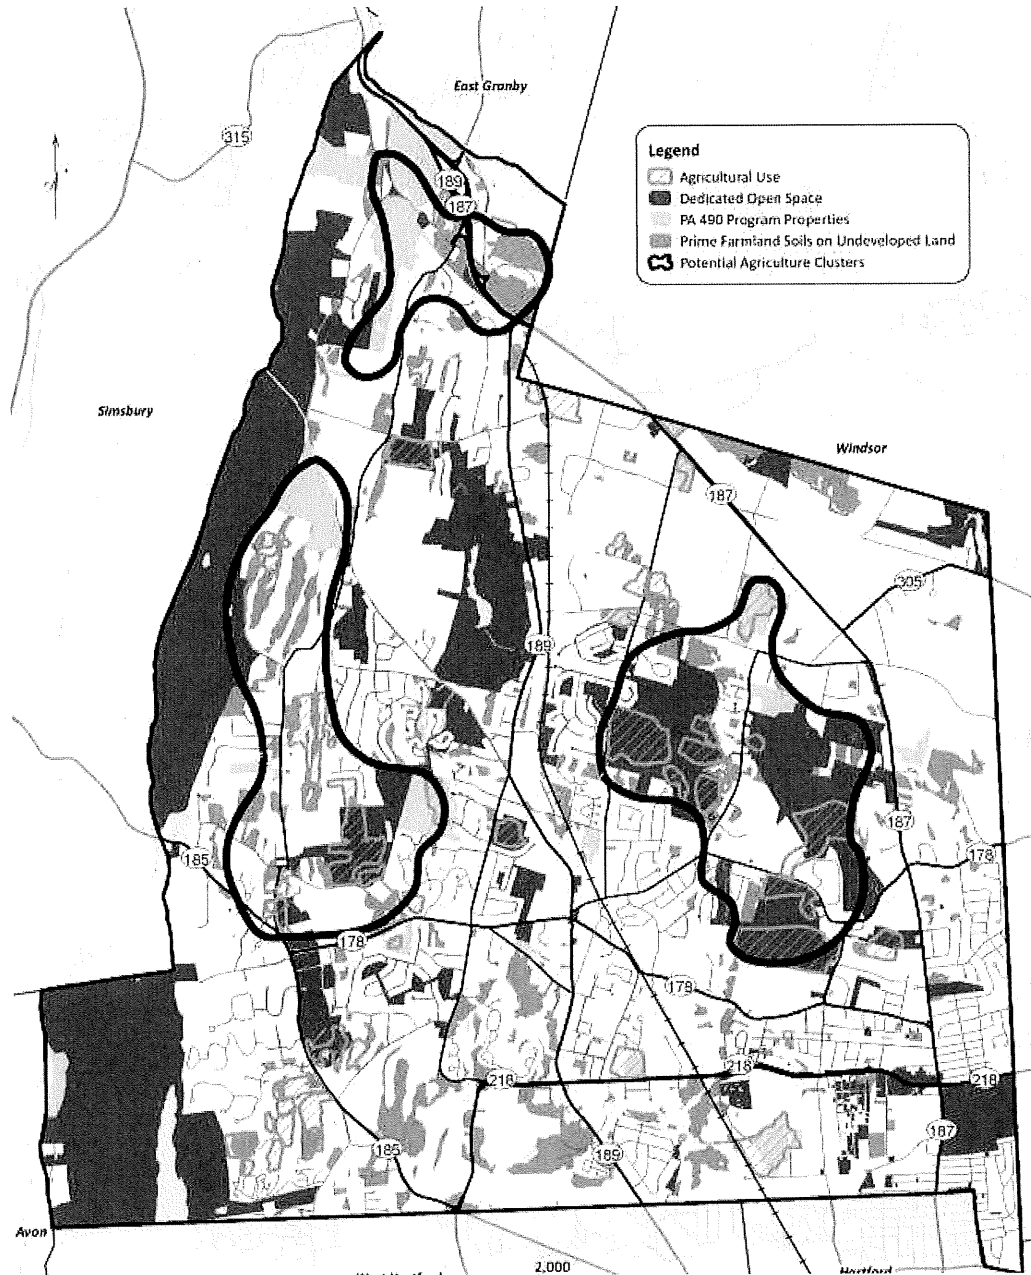 East Granby
315
Legend
Agricultural Use
Dedicated Open Space
PA 490 Program Properties
Prime Farmland Soils on Undeveloped Land
Potential Agriculture Clusters
189
187
Simsbury
Windsor
187
305
189
187
185
178
178
178
218
218
218
187
185
189
Avon
2,000
Hartford